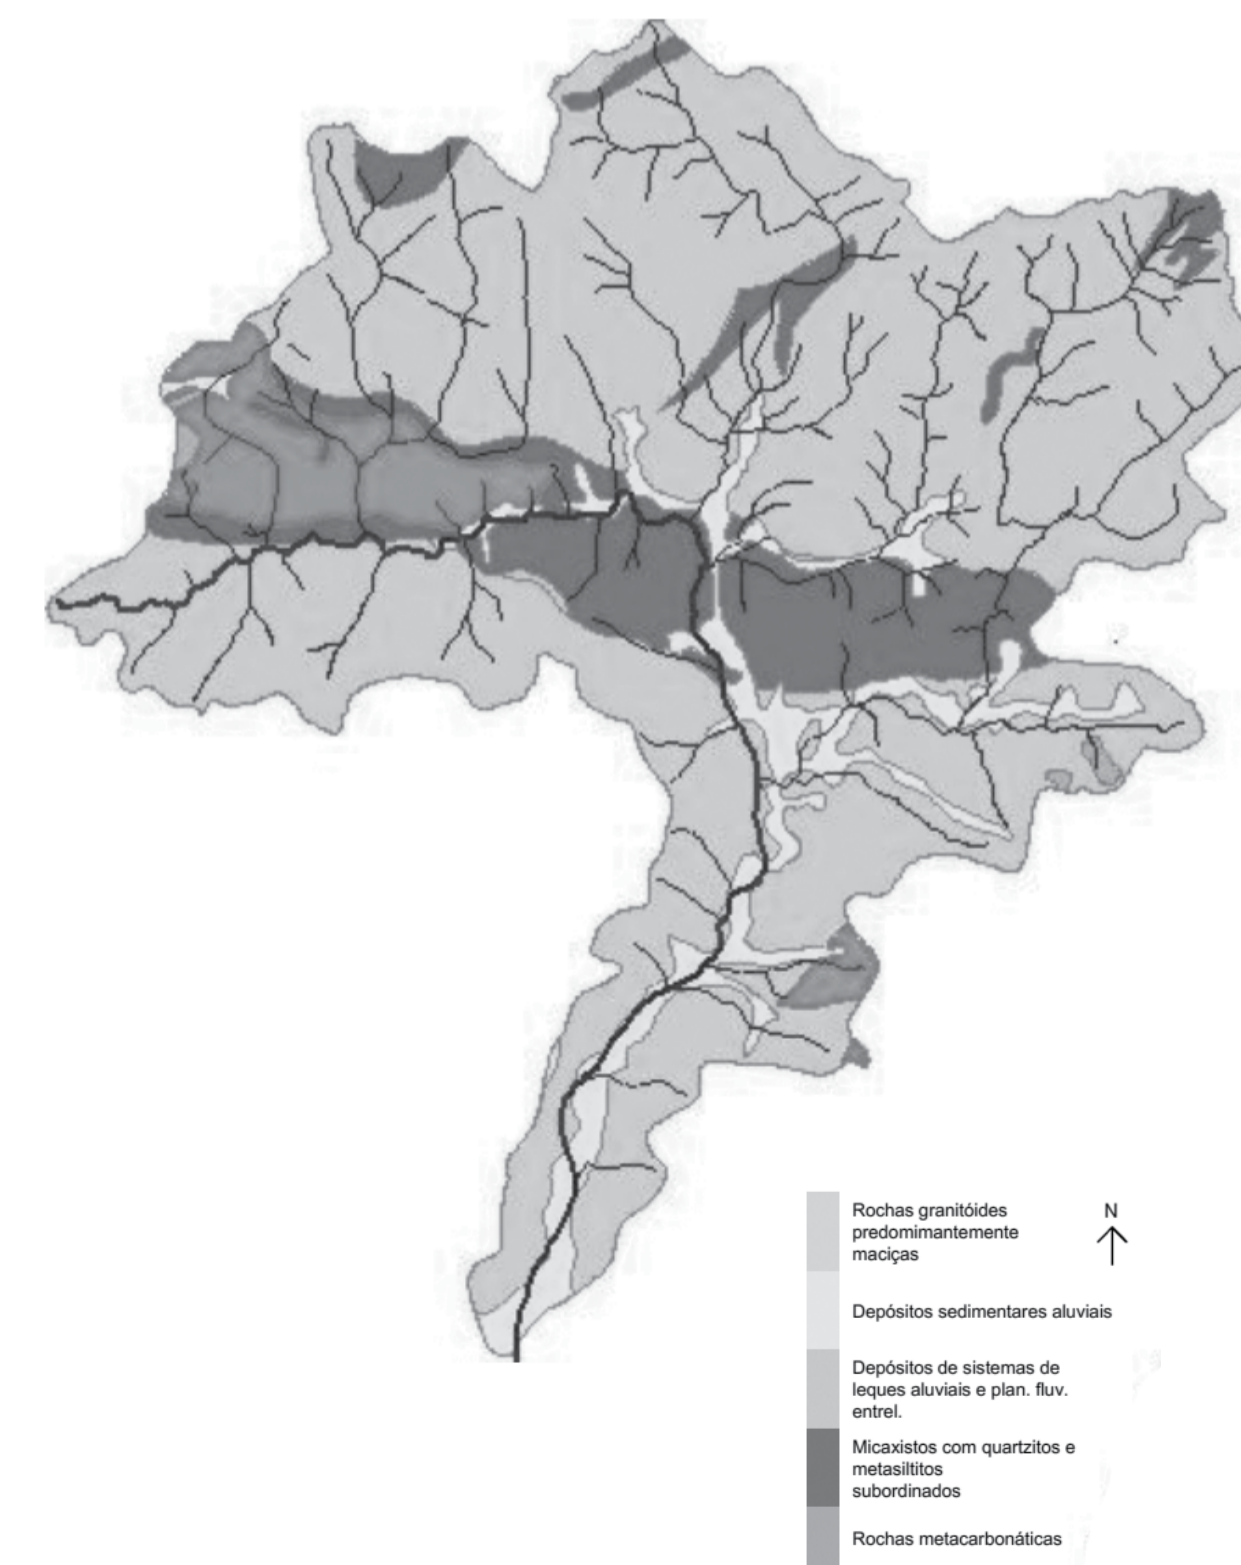 Rochas granitóides
predomimantemente
maciças
N
Depósitos sedimentares aluviais
Depósitos de sistemas de
leques aluviais e plan. fluv.
entrel.
Micaxistos com quartzitos e
metasiltitos
subordinados
Rochas metacarbonáticas